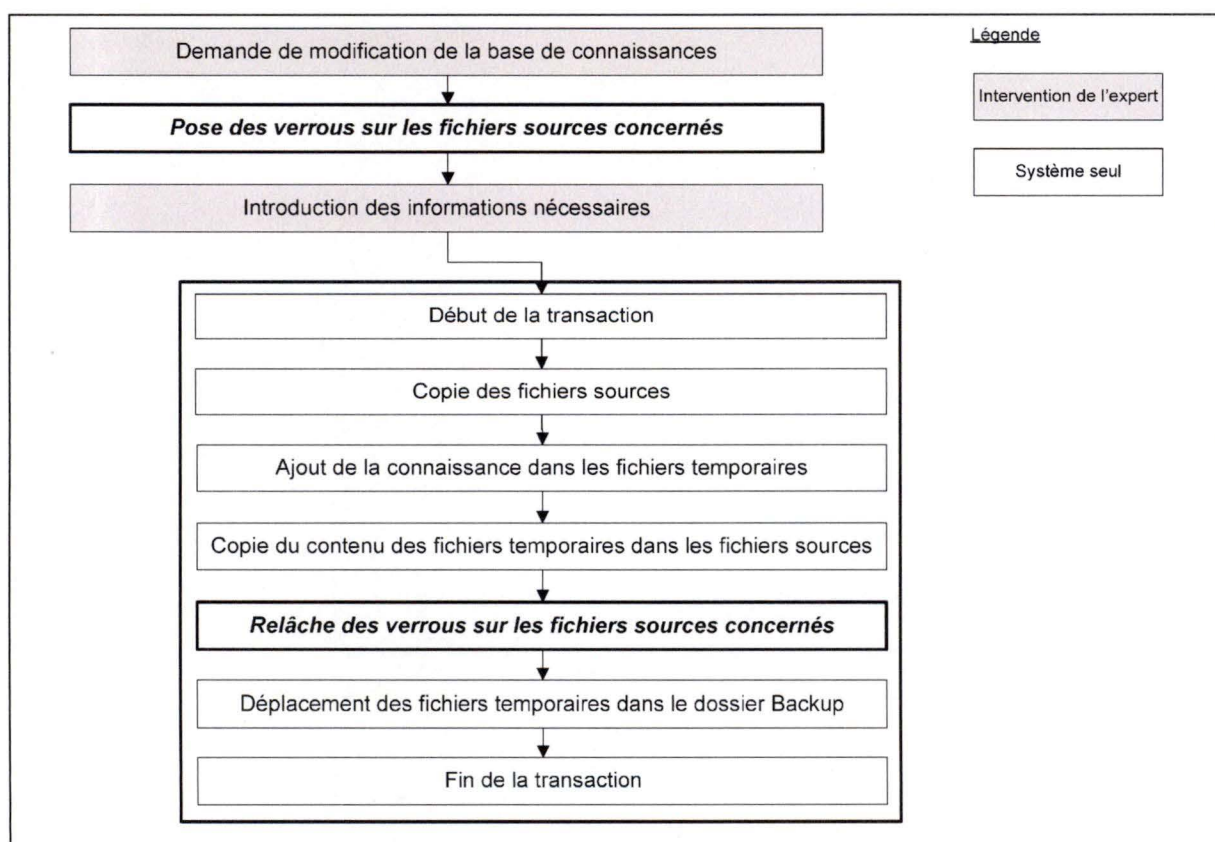 Demande de modification de la base de connaissances
Pose des verrous sur les fichiers sources concernés
Introduction des informations nécessaires
Début de la transaction
Copie des fichiers sources
Ajout de la connaissance dans les fichiers temporaires
Copie du contenu des fichiers temporaires dans les fichiers sources
Relâche des verrous sur les fichiers sources concernés
Déplacement des fichiers temporaires dans le dossier Backup
Fin de la transaction
Légende
Intervention de l'expert
Système seul